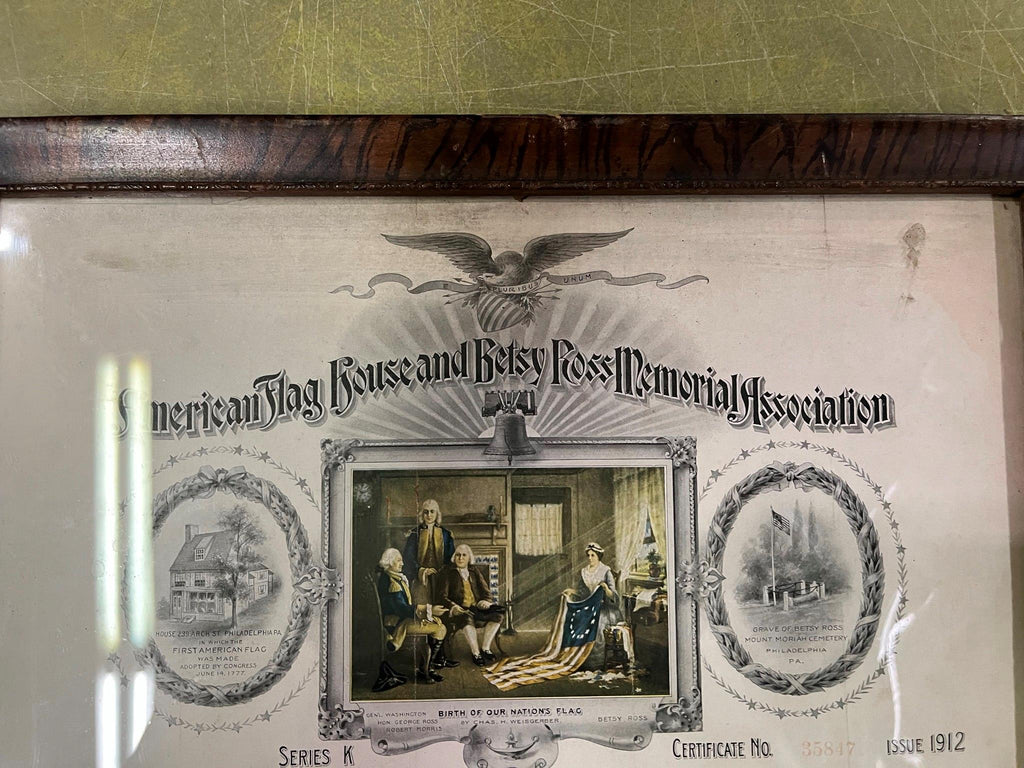 E PLURIBUS UNUM
American Flag House and Betsy Ross Memorial Association
HOUSE 239 ARCH ST. PHILADELPHIA PA.
IN WHICH THE
FIRST AMERICAN FLAG
WAS MADE
ADOPTED BY CONGRESS
JUNE 14, 1777.
GRAVE OF BETSY ROSS
MOUNT MORIAH CEMETERY
PHILADELPHIA
PA.
GENL. WASHINGTON
HON. GEORGE ROSS
ROBERT MORRIS
BIRTH OF OUR NATION'S FLAG
BY CHAS. H. WEISGERBER
BETSY ROSS
SERIES K
CERTIFICATE NO. 35847 ISSUE 1912